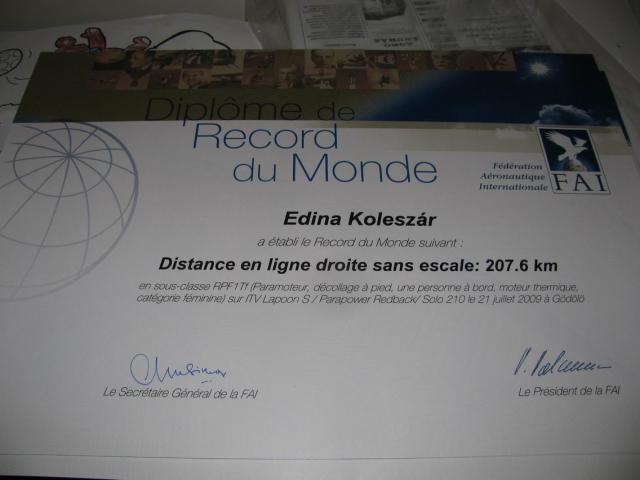 Diplôme de
Record
du Monde
Fédération
Aéronautique
Internationale
FAI
Edina Koleszár
a établi le Record du Monde suivant :
Distance en ligne droite sans escale: 207.6 km
en sous-classe RPF1Tf (Paramoteur, décollage à pied, une personne à bord, moteur thermique,
catégorie féminine) sur ITV Lapoon S / Parapower Redback/ Solo 210 le 21 juillet 2009 à Gödölö
Le Secrétaire Général de la FAI
Le Président de la FAI